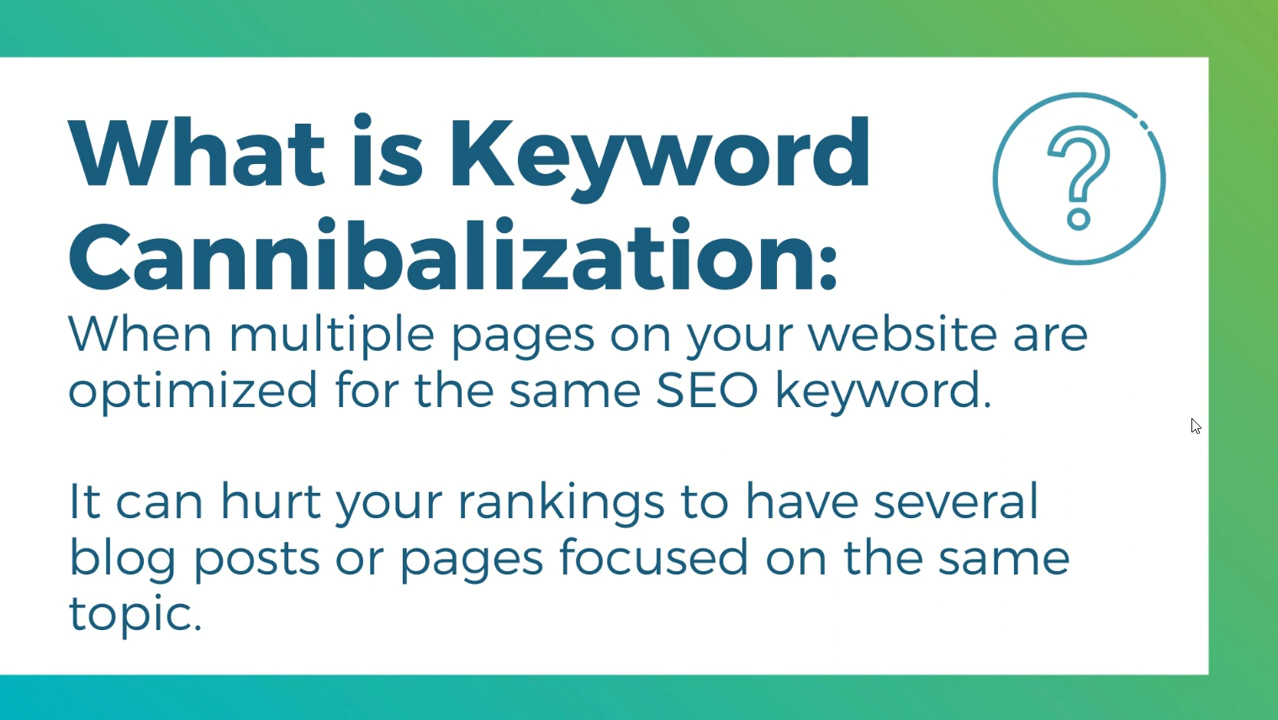 What is Keyword
Cannibalization:
When multiple pages on your website are
optimized for the same SEO keyword.
It can hurt your rankings to have several
blog posts or pages focused on the same
topic.